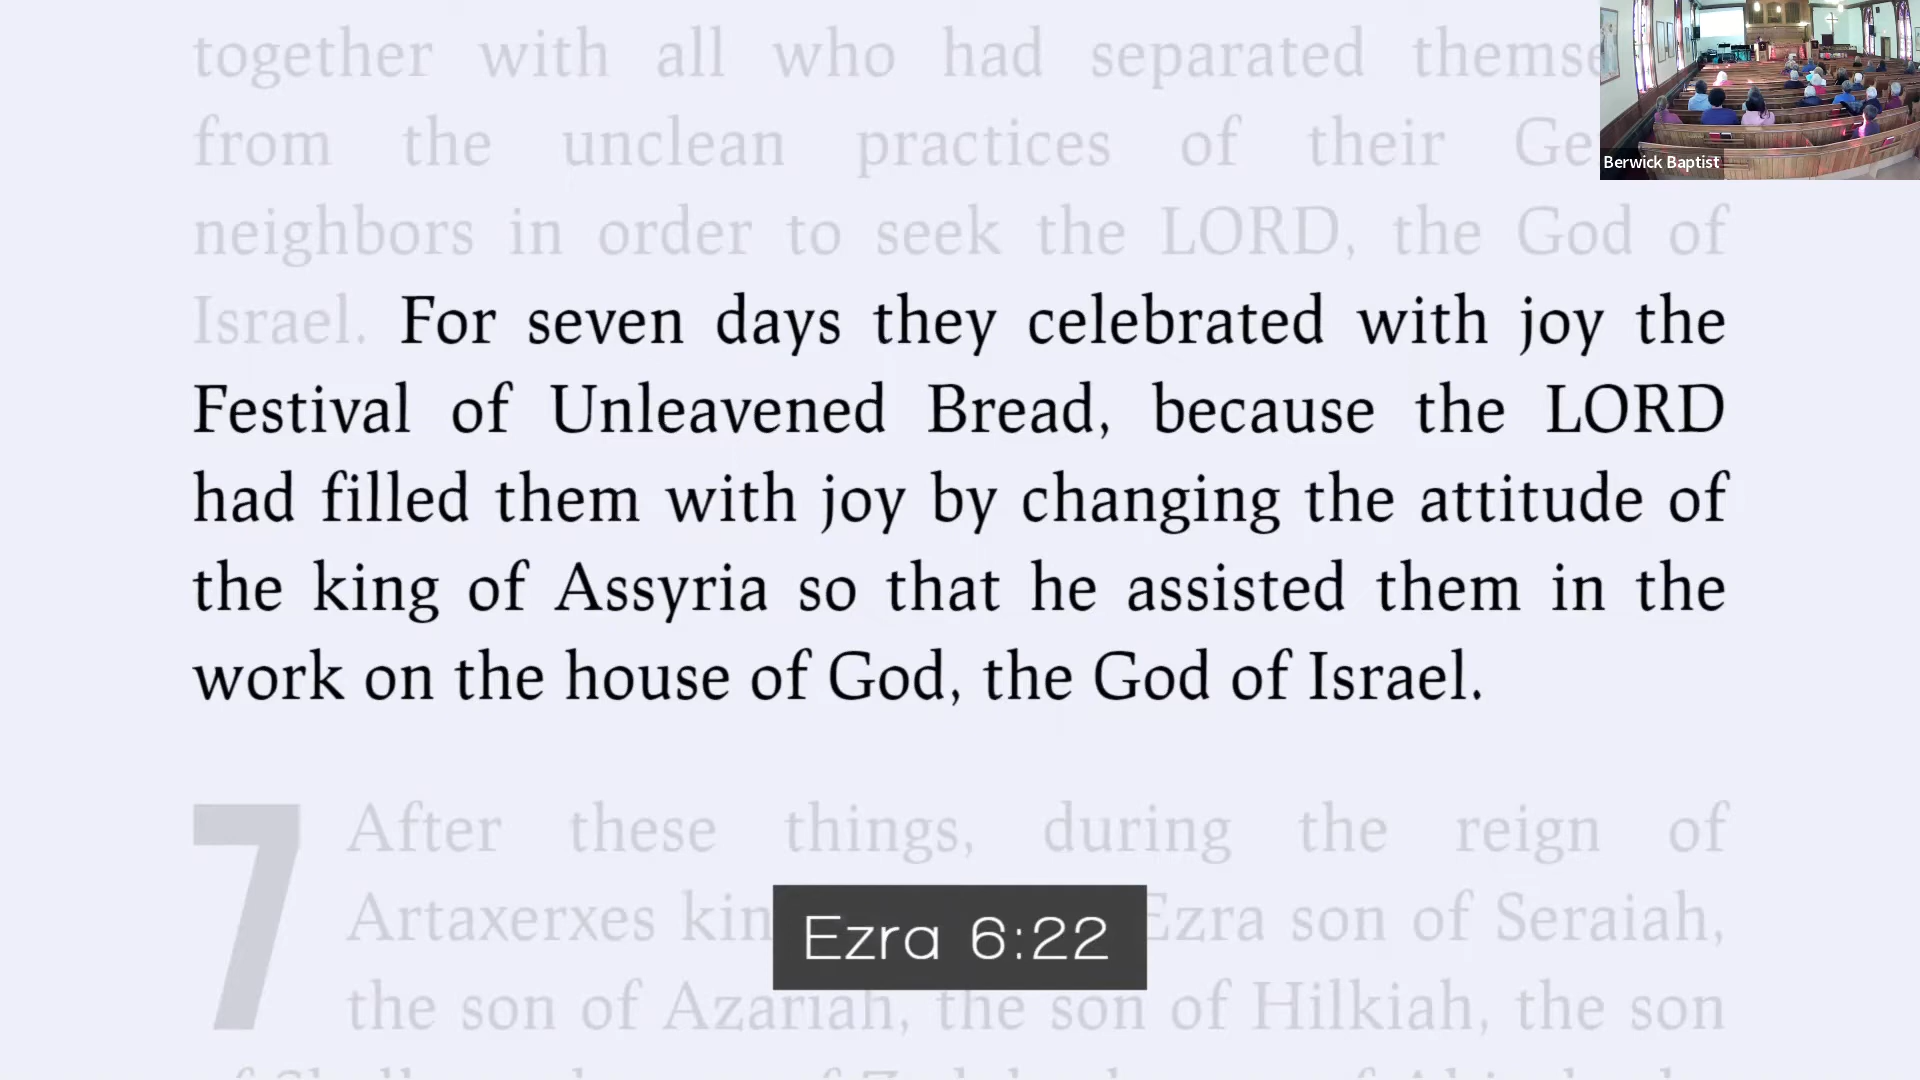 together with all who had separated themse
Berwick Baptist
from the unclean practices of their Ge
neighbors in order to seek the LORD, the God of
Israel. For seven days they celebrated with joy the
Festival of Unleavened Bread, because the LORD
had filled them with joy by changing the attitude of
the king of Assyria so that he assisted them in the
work on the house of God, the God of Israel.
7 After these things, during the reign of
Artaxerxes kin Ezra son of Seraiah,
Ezra 6:22
the son of Azariah, the son of Hilkiah, the son